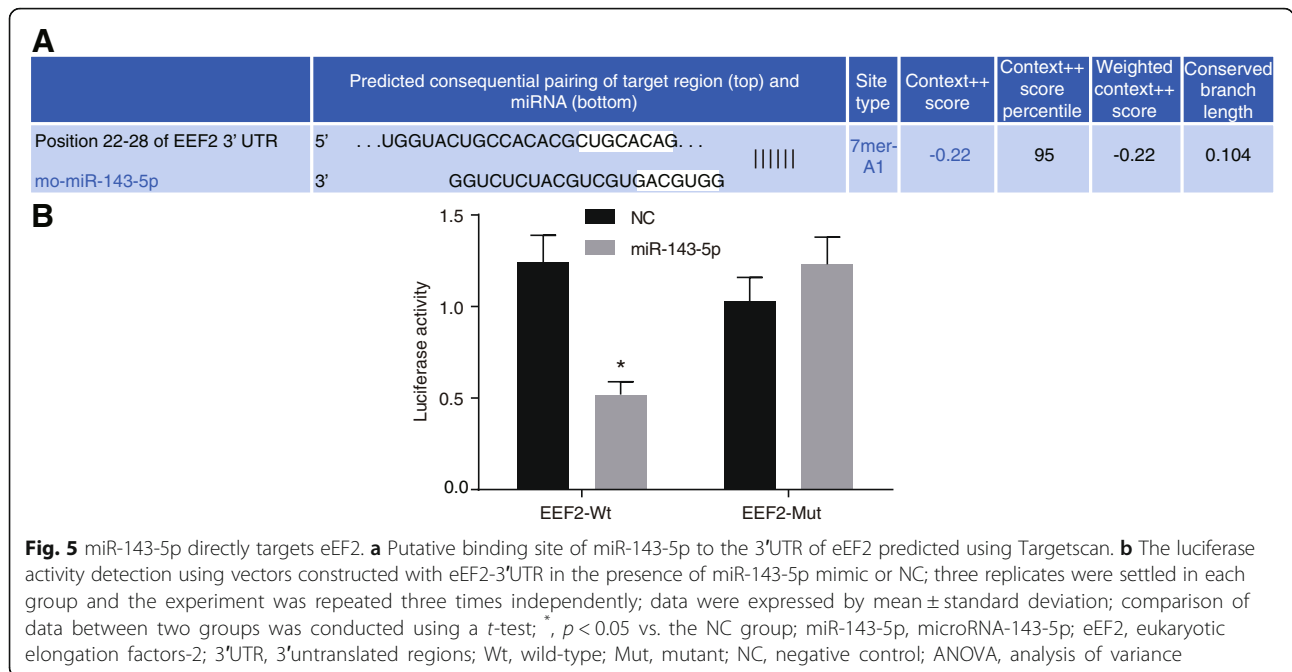 A
Predicted consequential pairing of target region (top) and miRNA (bottom)
Site type
Context++ score
Context++ score percentile
Weighted context++ score
Conserved branch length
Position 22-28 of EEF2 3' UTR 5' . . .UGGUACUGCCACACGCUGCACAG. . .
||||||
mo-miR-143-5p 3' GGUCUCUACGUCGUGACGUGG
7mer-A1
-0.22
95
-0.22
0.104
B
1.5
1.0
0.5
0.0
Luciferase activity
NC
miR-143-5p
*
EEF2-Wt
EEF2-Mut
Fig. 5 miR-143-5p directly targets eEF2. a Putative binding site of miR-143-5p to the 3′UTR of eEF2 predicted using Targetscan. b The luciferase
activity detection using vectors constructed with eEF2-3′UTR in the presence of miR-143-5p mimic or NC; three replicates were settled in each
group and the experiment was repeated three times independently; data were expressed by mean ± standard deviation; comparison of
data between two groups was conducted using a t-test; *, p < 0.05 vs. the NC group; miR-143-5p, microRNA-143-5p; eEF2, eukaryotic
elongation factors-2; 3′UTR, 3′untranslated regions; Wt, wild-type; Mut, mutant; NC, negative control; ANOVA, analysis of variance